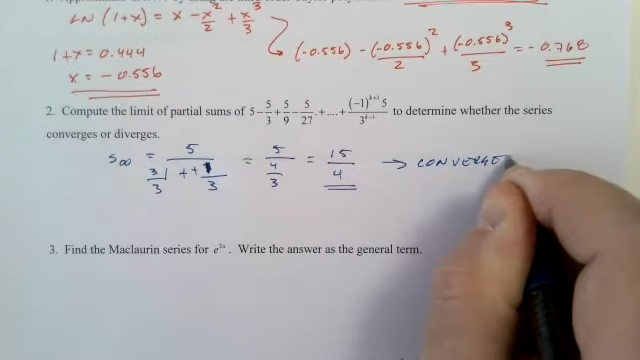 LN (1+x) = x - x²/2 + x³/3
(-0.556) - (-0.556)²/2 + (-0.556)³/3 = -0.768
1+x = 0.444
x = -0.556
2. Compute the limit of partial sums of 5 - 5/3 + 5/9 - 5/27 + .... + (-1)^(k+1) 5/3^(k-1) to determine whether the series
converges or diverges.
S∞ = 5 / (3/3 1 + +1/3) = 5 / (4/3) = 15/4 → CONVERGE
3. Find the Maclaurin series for e^(3x). Write the answer as the general term.